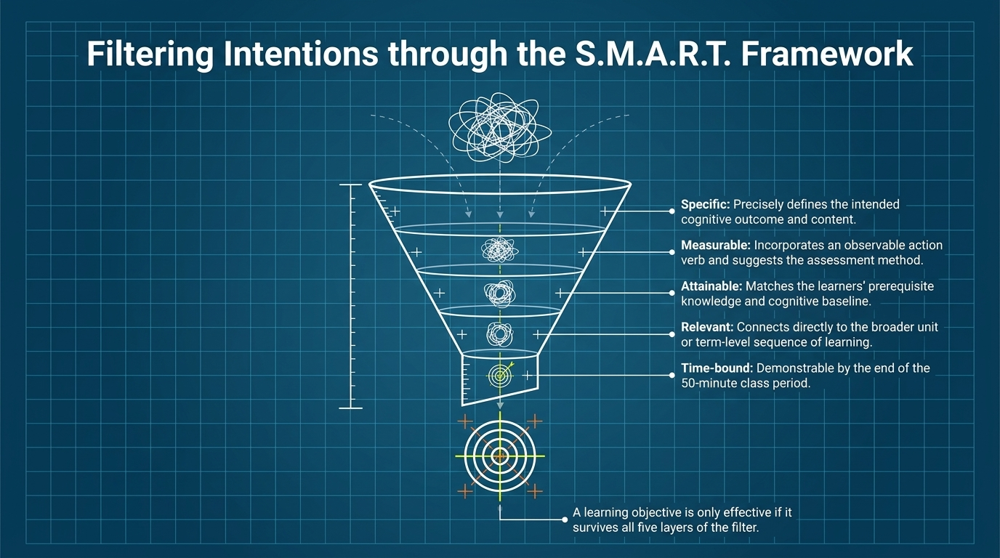 Filtering Intentions through the S.M.A.R.T. Framework
Specific: Precisely defines the intended
cognitive outcome and content.
Measurable: Incorporates an observable action
verb and suggests the assessment method.
Attainable: Matches the learners' prerequisite
knowledge and cognitive baseline.
Relevant: Connects directly to the broader unit
or term-level sequence of learning.
Time-bound: Demonstrable by the end of the
50-minute class period.
A learning objective is only effective if it
survives all five layers of the filter.